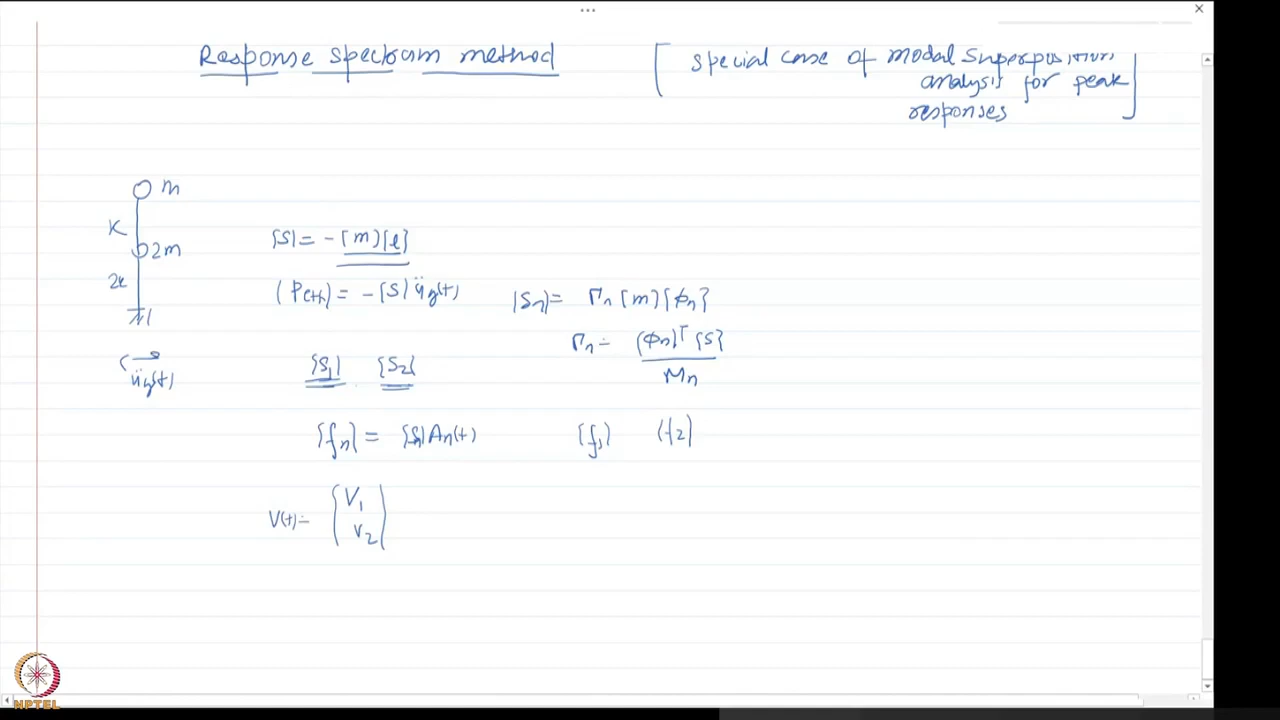 Response spectrum method
[special case of modal superposition
analysis for peak
responses]
m
K
2m
{s} = -[m]{l}
2k
{P(t)} = -{s} üg(t)
{sn} = Γn [m]{ϕn}
Γn = {ϕn}ᵀ{s} / Mn
üg(t)
{s1} {s2}
{fn} = {sn}An(t)
{f1} {f2}
V(t) = {V1
V2}
NPTEL